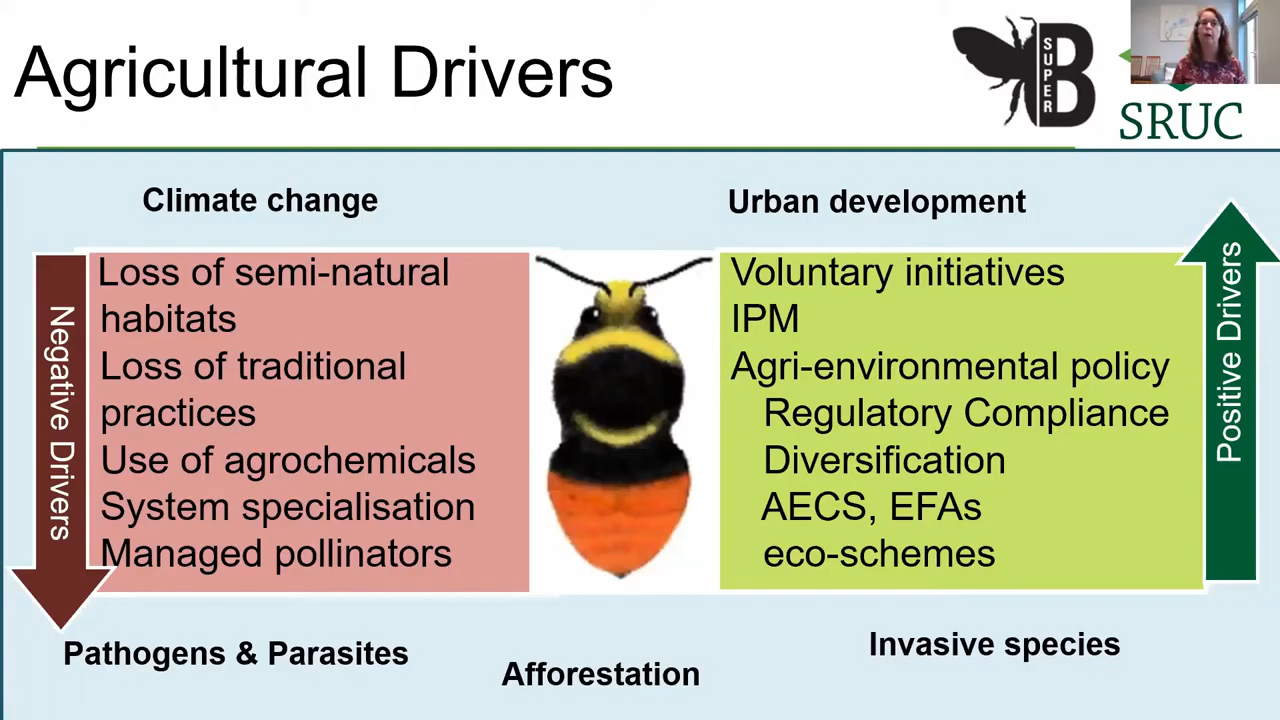 Agricultural Drivers
SUPER
B
SRUC
Climate change
Urban development
Negative Drivers
Loss of semi-natural
habitats
Loss of traditional
practices
Use of agrochemicals
System specialisation
Managed pollinators
Voluntary initiatives
IPM
Agri-environmental policy
Regulatory Compliance
Diversification
AECS, EFAs
eco-schemes
Positive Drivers
Pathogens & Parasites
Afforestation
Invasive species